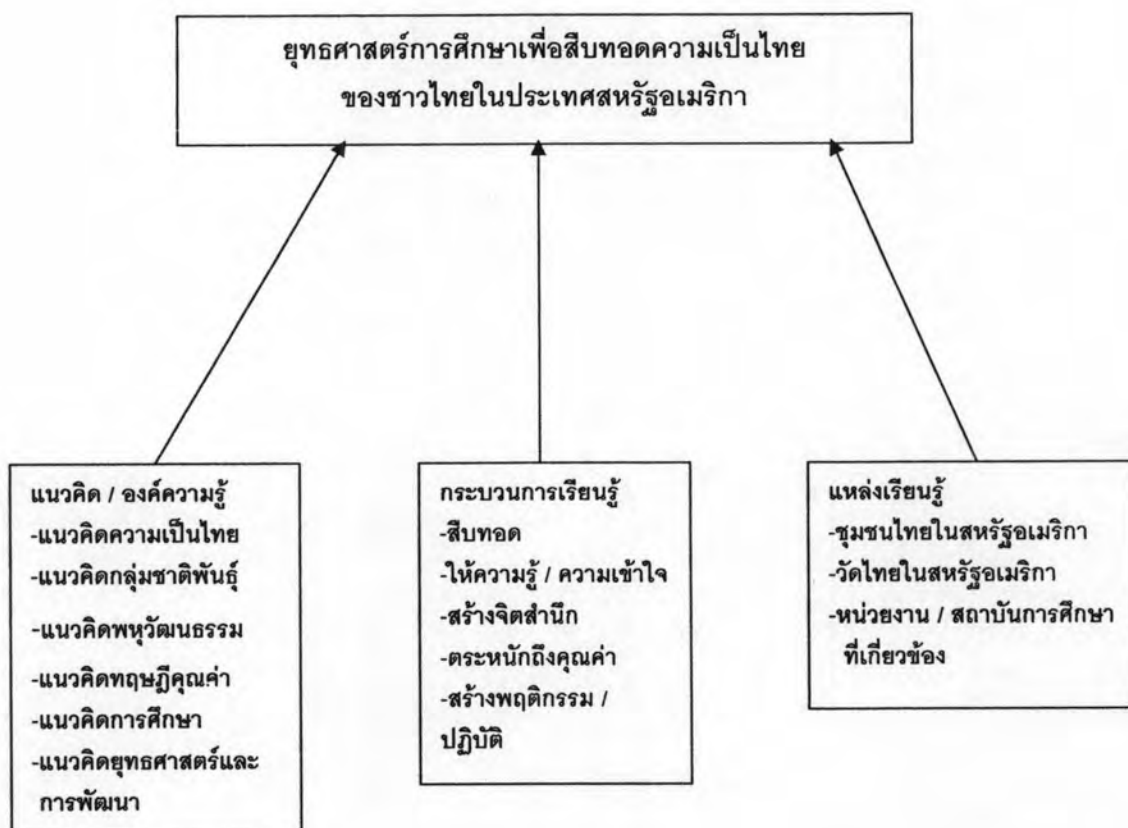 ยุทธศาสตร์การศึกษาเพื่อสืบทอดความเป็นไทย
ของชาวไทยในประเทศสหรัฐอเมริกา
แนวคิด / องค์ความรู้
-แนวคิดความเป็นไทย
-แนวคิดกลุ่มชาติพันธุ์
-แนวคิดพหุวัฒนธรรม
-แนวคิดทฤษฎีคุณค่า
-แนวคิดการศึกษา
-แนวคิดยุทธศาสตร์และ
การพัฒนา
กระบวนการเรียนรู้
-สืบทอด
-ให้ความรู้ / ความเข้าใจ
-สร้างจิตสำนึก
-ตระหนักถึงคุณค่า
-สร้างพฤติกรรม /
ปฏิบัติ
แหล่งเรียนรู้
-ชุมชนไทยในสหรัฐอเมริกา
-วัดไทยในสหรัฐอเมริกา
-หน่วยงาน / สถาบันการศึกษา
ที่เกี่ยวข้อง